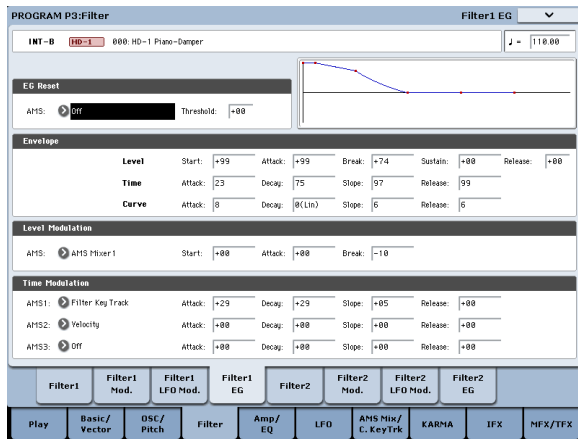 PROGRAM P3:Filter Filter1 EG
INT-B HD-1 000: HD-1 Piano-Damper ♩ = 110.00
EG Reset
AMS: Off Threshold: +00
Envelope
Level Start: +99 Attack: +99 Break: +74 Sustain: +00 Release: +00
Time Attack: 23 Decay: 75 Slope: 97 Release: 99
Curve Attack: 8 Decay: 0(Lin) Slope: 6 Release: 6
Level Modulation
AMS: AMS Mixer1 Start: +00 Attack: +00 Break: -10
Time Modulation
AMS1: Filter Key Track Attack: +29 Decay: +29 Slope: +05 Release: +00
AMS2: Velocity Attack: +00 Decay: +00 Slope: +00 Release: +00
AMS3: Off Attack: +00 Decay: +00 Slope: +00 Release: +00
Filter1
Filter1 Mod.
Filter1 LFO Mod.
Filter1 EG
Filter2
Filter2 Mod.
Filter2 LFO Mod.
Filter2 EG
Play
Basic/ Vector
OSC/ Pitch
Filter
Amp/ EQ
LFO
AMS Mix/ C. KeyTrk
KARMA
IFX
MFX/TFX